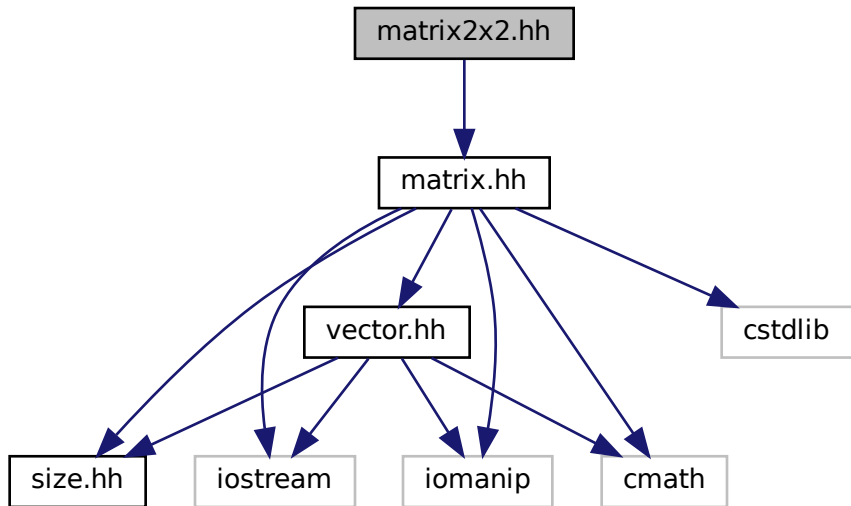 matrix2x2.hh
matrix.hh
vector.hh
cstdlib
size.hh
iostream
iomanip
cmath